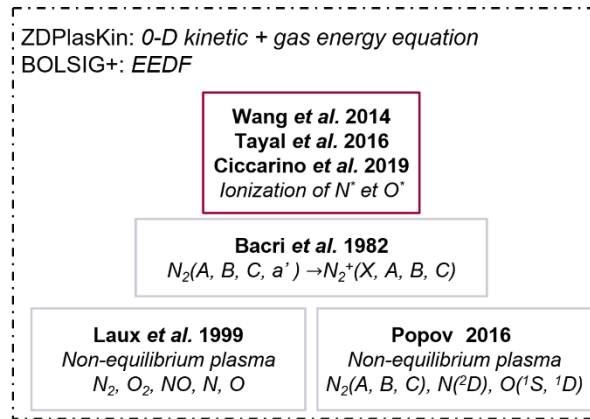 ZDPlasKin: 0-D kinetic + gas energy equation
BOLSIG+: EEDF
Wang et al. 2014
Tayal et al. 2016
Ciccarino et al. 2019
Ionization of N* et O*
Bacri et al. 1982
N₂(A, B, C, a’ ) →N₂⁺(X, A, B, C)
Laux et al. 1999
Non-equilibrium plasma
N₂, O₂, NO, N, O
Popov 2016
Non-equilibrium plasma
N₂(A, B, C), N(²D), O(¹S, ¹D)